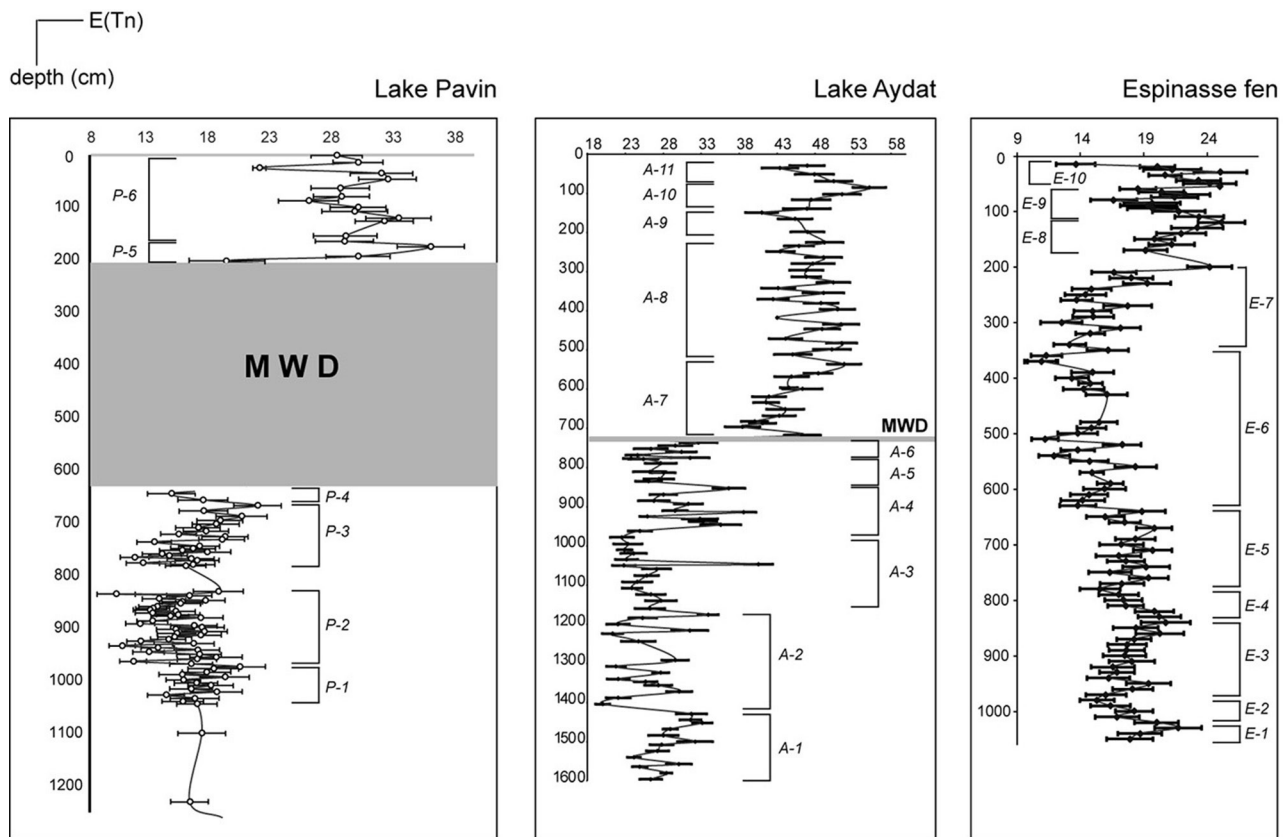 E(Tn)
depth (cm)
Lake Pavin
8 13 18 23 28 33 38
0
100
200
300
400
500
600
700
800
900
1000
1100
1200
P-6
P-5
M W D
P-4
P-3
P-2
P-1
Lake Aydat
18 23 28 33 38 43 48 53 58
0
100
200
300
400
500
600
700
800
900
1000
1100
1200
1300
1400
1500
1600
A-11
A-10
A-9
A-8
A-7
MWD
A-6
A-5
A-4
A-3
A-2
A-1
Espinasse fen
9 14 19 24
0
100
200
300
400
500
600
700
800
900
1000
E-10
E-9
E-8
E-7
E-6
E-5
E-4
E-3
E-2
E-1